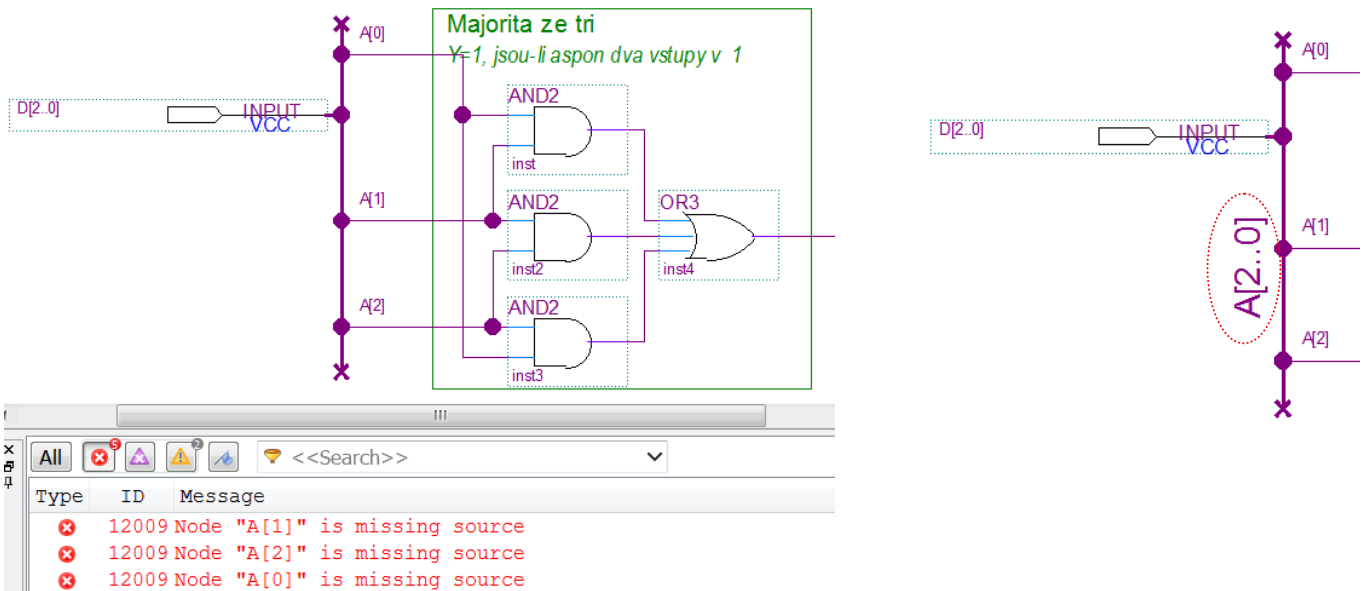 Majorita ze tri
Y=1, jsou-li aspon dva vstupy v 1
A[0]
D[2..0]
INPUT
VCC
AND2
inst
A[1]
AND2
inst2
OR3
inst4
A[2]
AND2
inst3
A[0]
D[2..0]
INPUT
VCC
A[2..0]
A[1]
A[2]
All
5
2
<<Search>>
Type ID Message
12009 Node "A[1]" is missing source
12009 Node "A[2]" is missing source
12009 Node "A[0]" is missing source